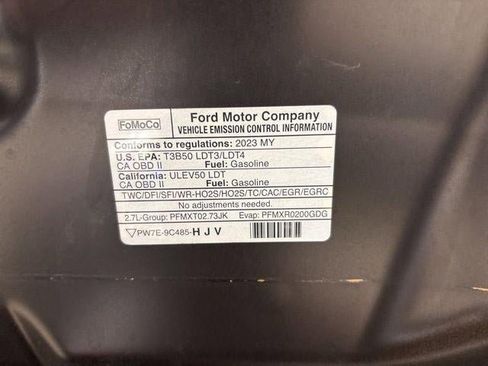 FoMoCo
Ford Motor Company
VEHICLE EMISSION CONTROL INFORMATION
Conforms to regulations: 2023 MY
U.S. EPA: T3B50 LDT3/LDT4
CA OBD II Fuel: Gasoline
California: ULEV50 LDT
CA OBD II Fuel: Gasoline
TWC/DFI/SFI/WR-HO2S/HO2S/TC/CAC/EGR/EGRC
No adjustments needed.
2.7L-Group: PFMXT02.73JK Evap: PFMXR0200GDG
PW7E-9C485-HJV